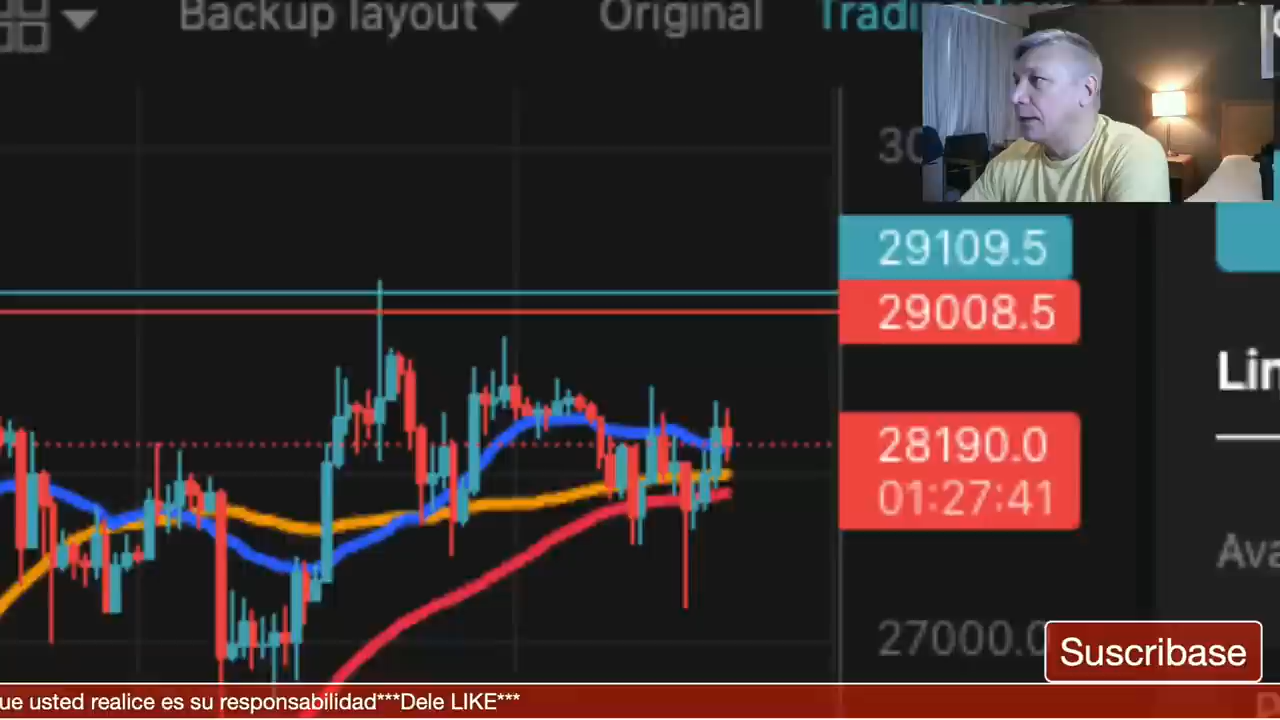 Backup layout
Original
30
29109.5
29008.5
28190.0
01:27:41
27000.0
Suscribase
ue usted realice es su responsabilidad***Dele LIKE***